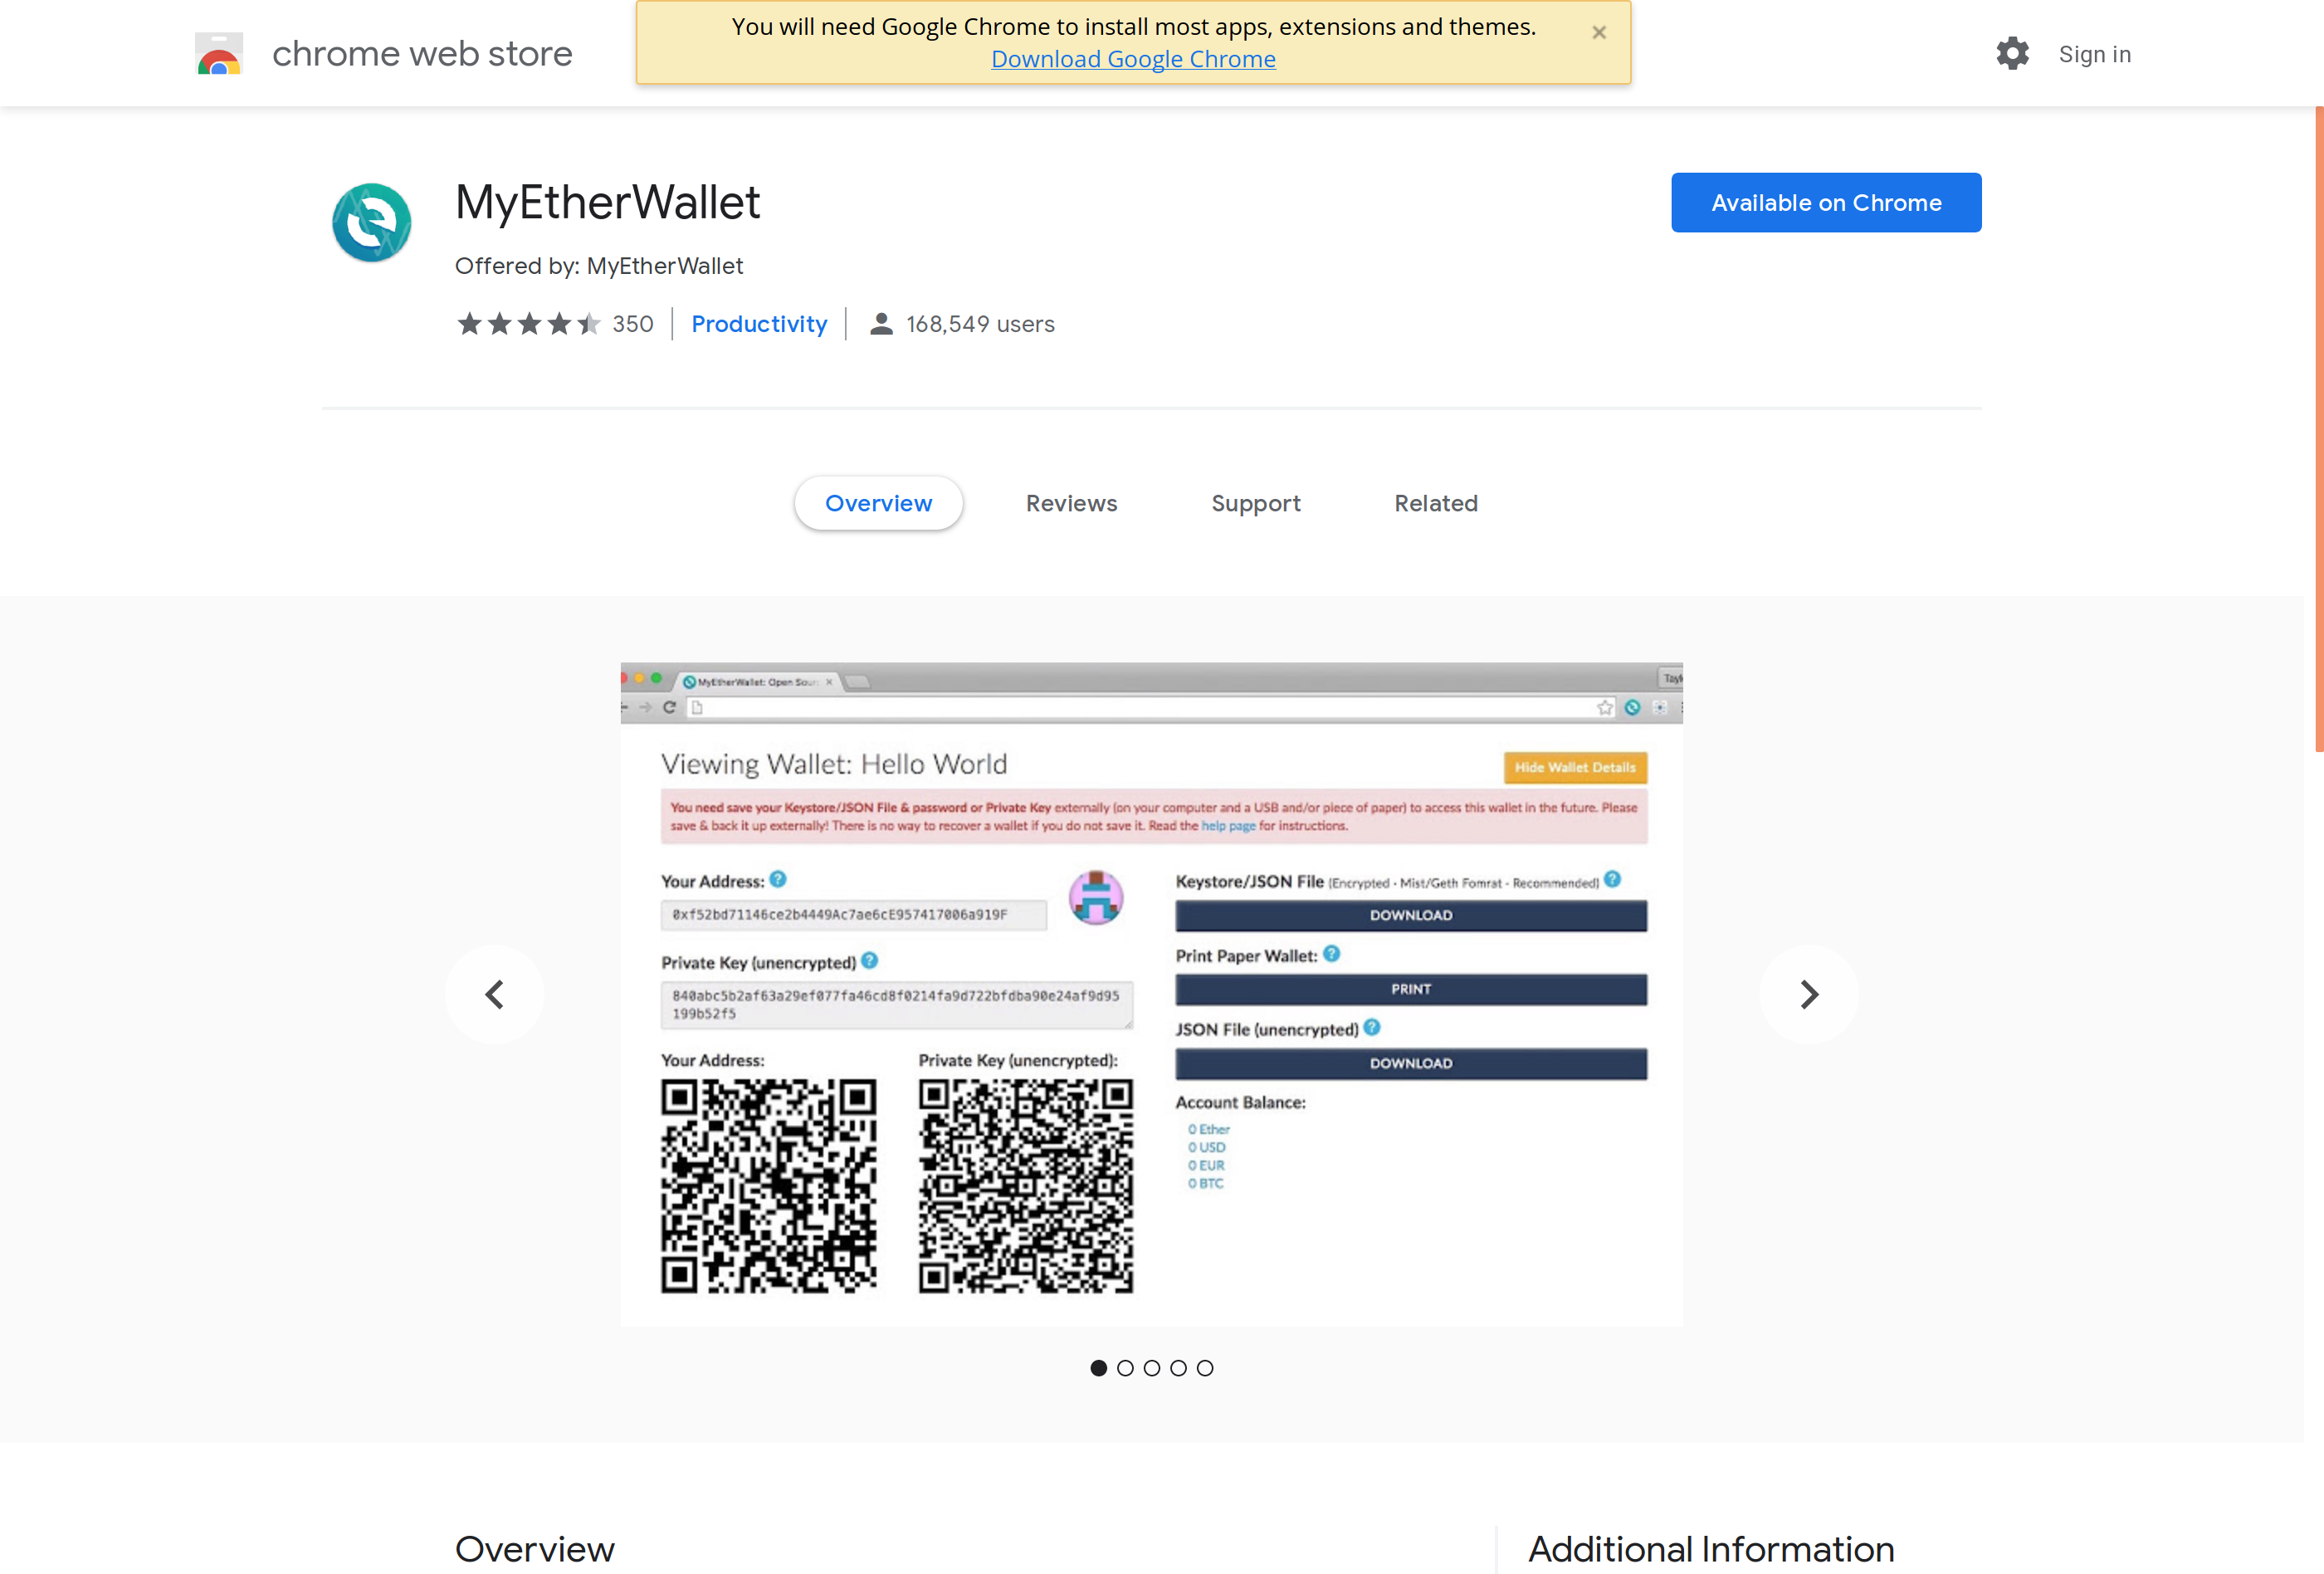 chrome web store
You will need Google Chrome to install most apps, extensions and themes.
Download Google Chrome
×
Sign in
MyEtherWallet
Available on Chrome
Offered by: MyEtherWallet
350
Productivity
168,549 users
Overview
Reviews
Support
Related
MyEtherWallet: Open Sour
Tayl
Viewing Wallet: Hello World
Hide Wallet Details
You need save your Keystore/JSON File & password or Private Key externally (on your computer and a USB and/or piece of paper) to access this wallet in the future. Please
save & back it up externally! There is no way to recover a wallet if you do not save it. Read the help page for instructions.
Your Address:
0xf52bd71146ce2b4449Ac7ae6cE957417006a919F
Private Key (unencrypted)
840abc5b2af63a29ef077fa46cd8f0214fa9d722bfdba90e24af9d95
199b52f5
Your Address:
Private Key (unencrypted):
Keystore/JSON File (Encrypted · Mist/Geth Fomrat · Recommended)
DOWNLOAD
Print Paper Wallet:
PRINT
JSON File (unencrypted)
DOWNLOAD
Account Balance:
0 Ether
0 USD
0 EUR
0 BTC
Overview
Additional Information